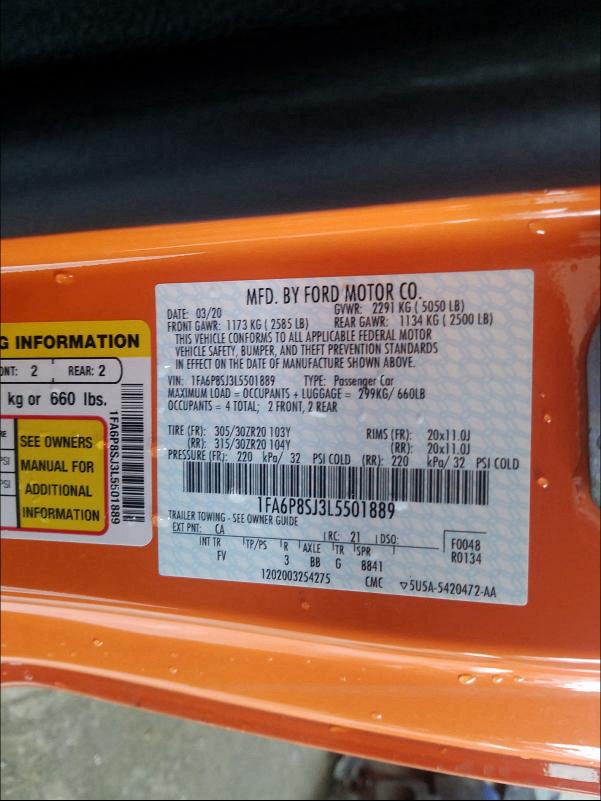 MFD. BY FORD MOTOR CO.
DATE: 03/20 GVWR: 2291 KG ( 5050 LB)
FRONT GAWR: 1173 KG ( 2585 LB) REAR GAWR: 1134 KG ( 2500 LB)
THIS VEHICLE CONFORMS TO ALL APPLICABLE FEDERAL MOTOR
VEHICLE SAFETY, BUMPER, AND THEFT PREVENTION STANDARDS
IN EFFECT ON THE DATE OF MANUFACTURE SHOWN ABOVE.
VIN: 1FA6P8SJ3L5501889 TYPE: Passenger Car
MAXIMUM LOAD = OCCUPANTS + LUGGAGE = 299KG/ 660LB
OCCUPANTS = 4 TOTAL; 2 FRONT, 2 REAR
TIRE (FR): 305/30ZR20 103Y RIMS (FR): 20x11.0J
(RR): 315/30ZR20 104Y (RR): 20x11.0J
PRESSURE (FR): 220 kPa/ 32 PSI COLD (RR): 220 kPa/ 32 PSI COLD
1FA6P8SJ3L5501889
TRAILER TOWING - SEE OWNER GUIDE
EXT PNT: CA RC: 21 DSO: F0048
INT TR TP/PS R AXLE TR SPR R0134
FV 3 BB G 8841
1202003254275 CMC ▽5U5A-5420472-AA
G INFORMATION
ONT: 2 REAR: 2
kg or 660 lbs.
SEE OWNERS
MANUAL FOR
ADDITIONAL
INFORMATION
PSI
PSI
1FA6P8SJ3L5501889